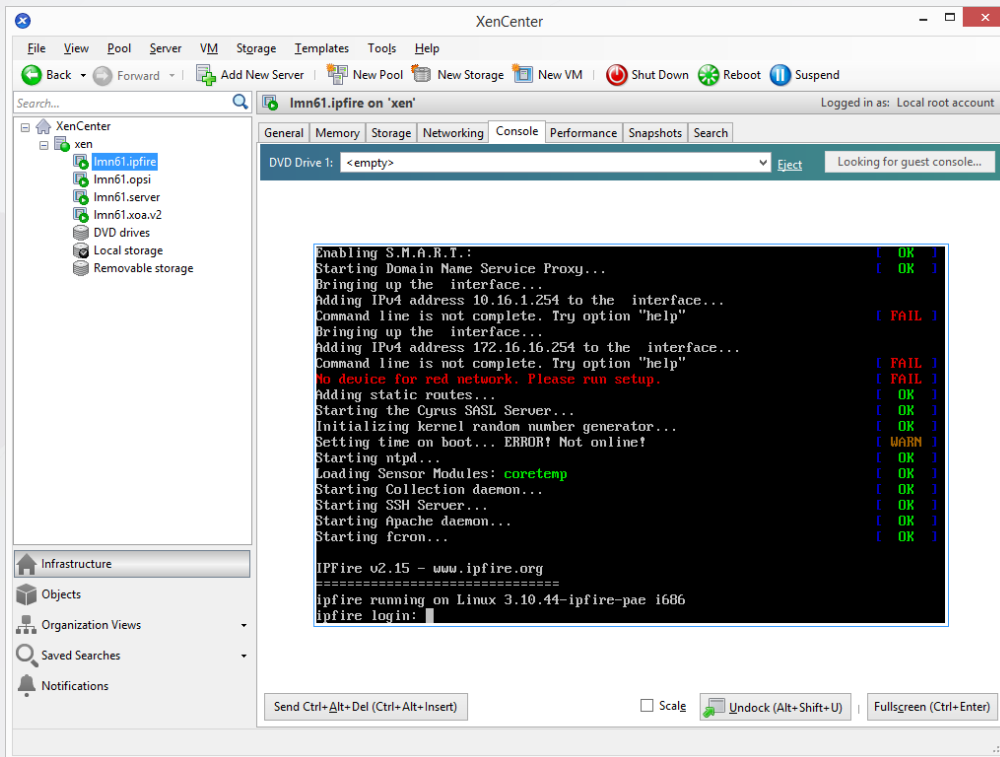 XenCenter
File View Pool Server VM Storage Templates Tools Help
Back Forward Add New Server New Pool New Storage New VM Shut Down Reboot Suspend
Search...
lmn61.ipfire on 'xen' Logged in as: Local root account
XenCenter
xen
lmn61.ipfire
lmn61.opsi
lmn61.server
lmn61.xoa.v2
DVD drives
Local storage
Removable storage
General Memory Storage Networking Console Performance Snapshots Search
DVD Drive 1: <empty> Eject Looking for guest console...
Enabling S.M.A.R.T.: [ OK ]
Starting Domain Name Service Proxy... [ OK ]
Bringing up the  interface...
Adding IPv4 address 10.16.1.254 to the  interface...
Command line is not complete. Try option "help" [ FAIL ]
Bringing up the  interface...
Adding IPv4 address 172.16.16.254 to the  interface...
Command line is not complete. Try option "help" [ FAIL ]
No device for red network. Please run setup. [ FAIL ]
Adding static routes... [ OK ]
Starting the Cyrus SASL Server... [ OK ]
Initializing kernel random number generator... [ OK ]
Setting time on boot... ERROR! Not online! [ WARN ]
Starting ntpd... [ OK ]
Loading Sensor Modules: coretemp [ OK ]
Starting Collection daemon... [ OK ]
Starting SSH Server... [ OK ]
Starting Apache daemon... [ OK ]
Starting fcron... [ OK ]
IPFire v2.15 - www.ipfire.org
===============================
ipfire running on Linux 3.10.44-ipfire-pae i686
ipfire login:
Infrastructure
Objects
Organization Views
Saved Searches
Notifications
Send Ctrl+Alt+Del (Ctrl+Alt+Insert) Scale Undock (Alt+Shift+U) Fullscreen (Ctrl+Enter)